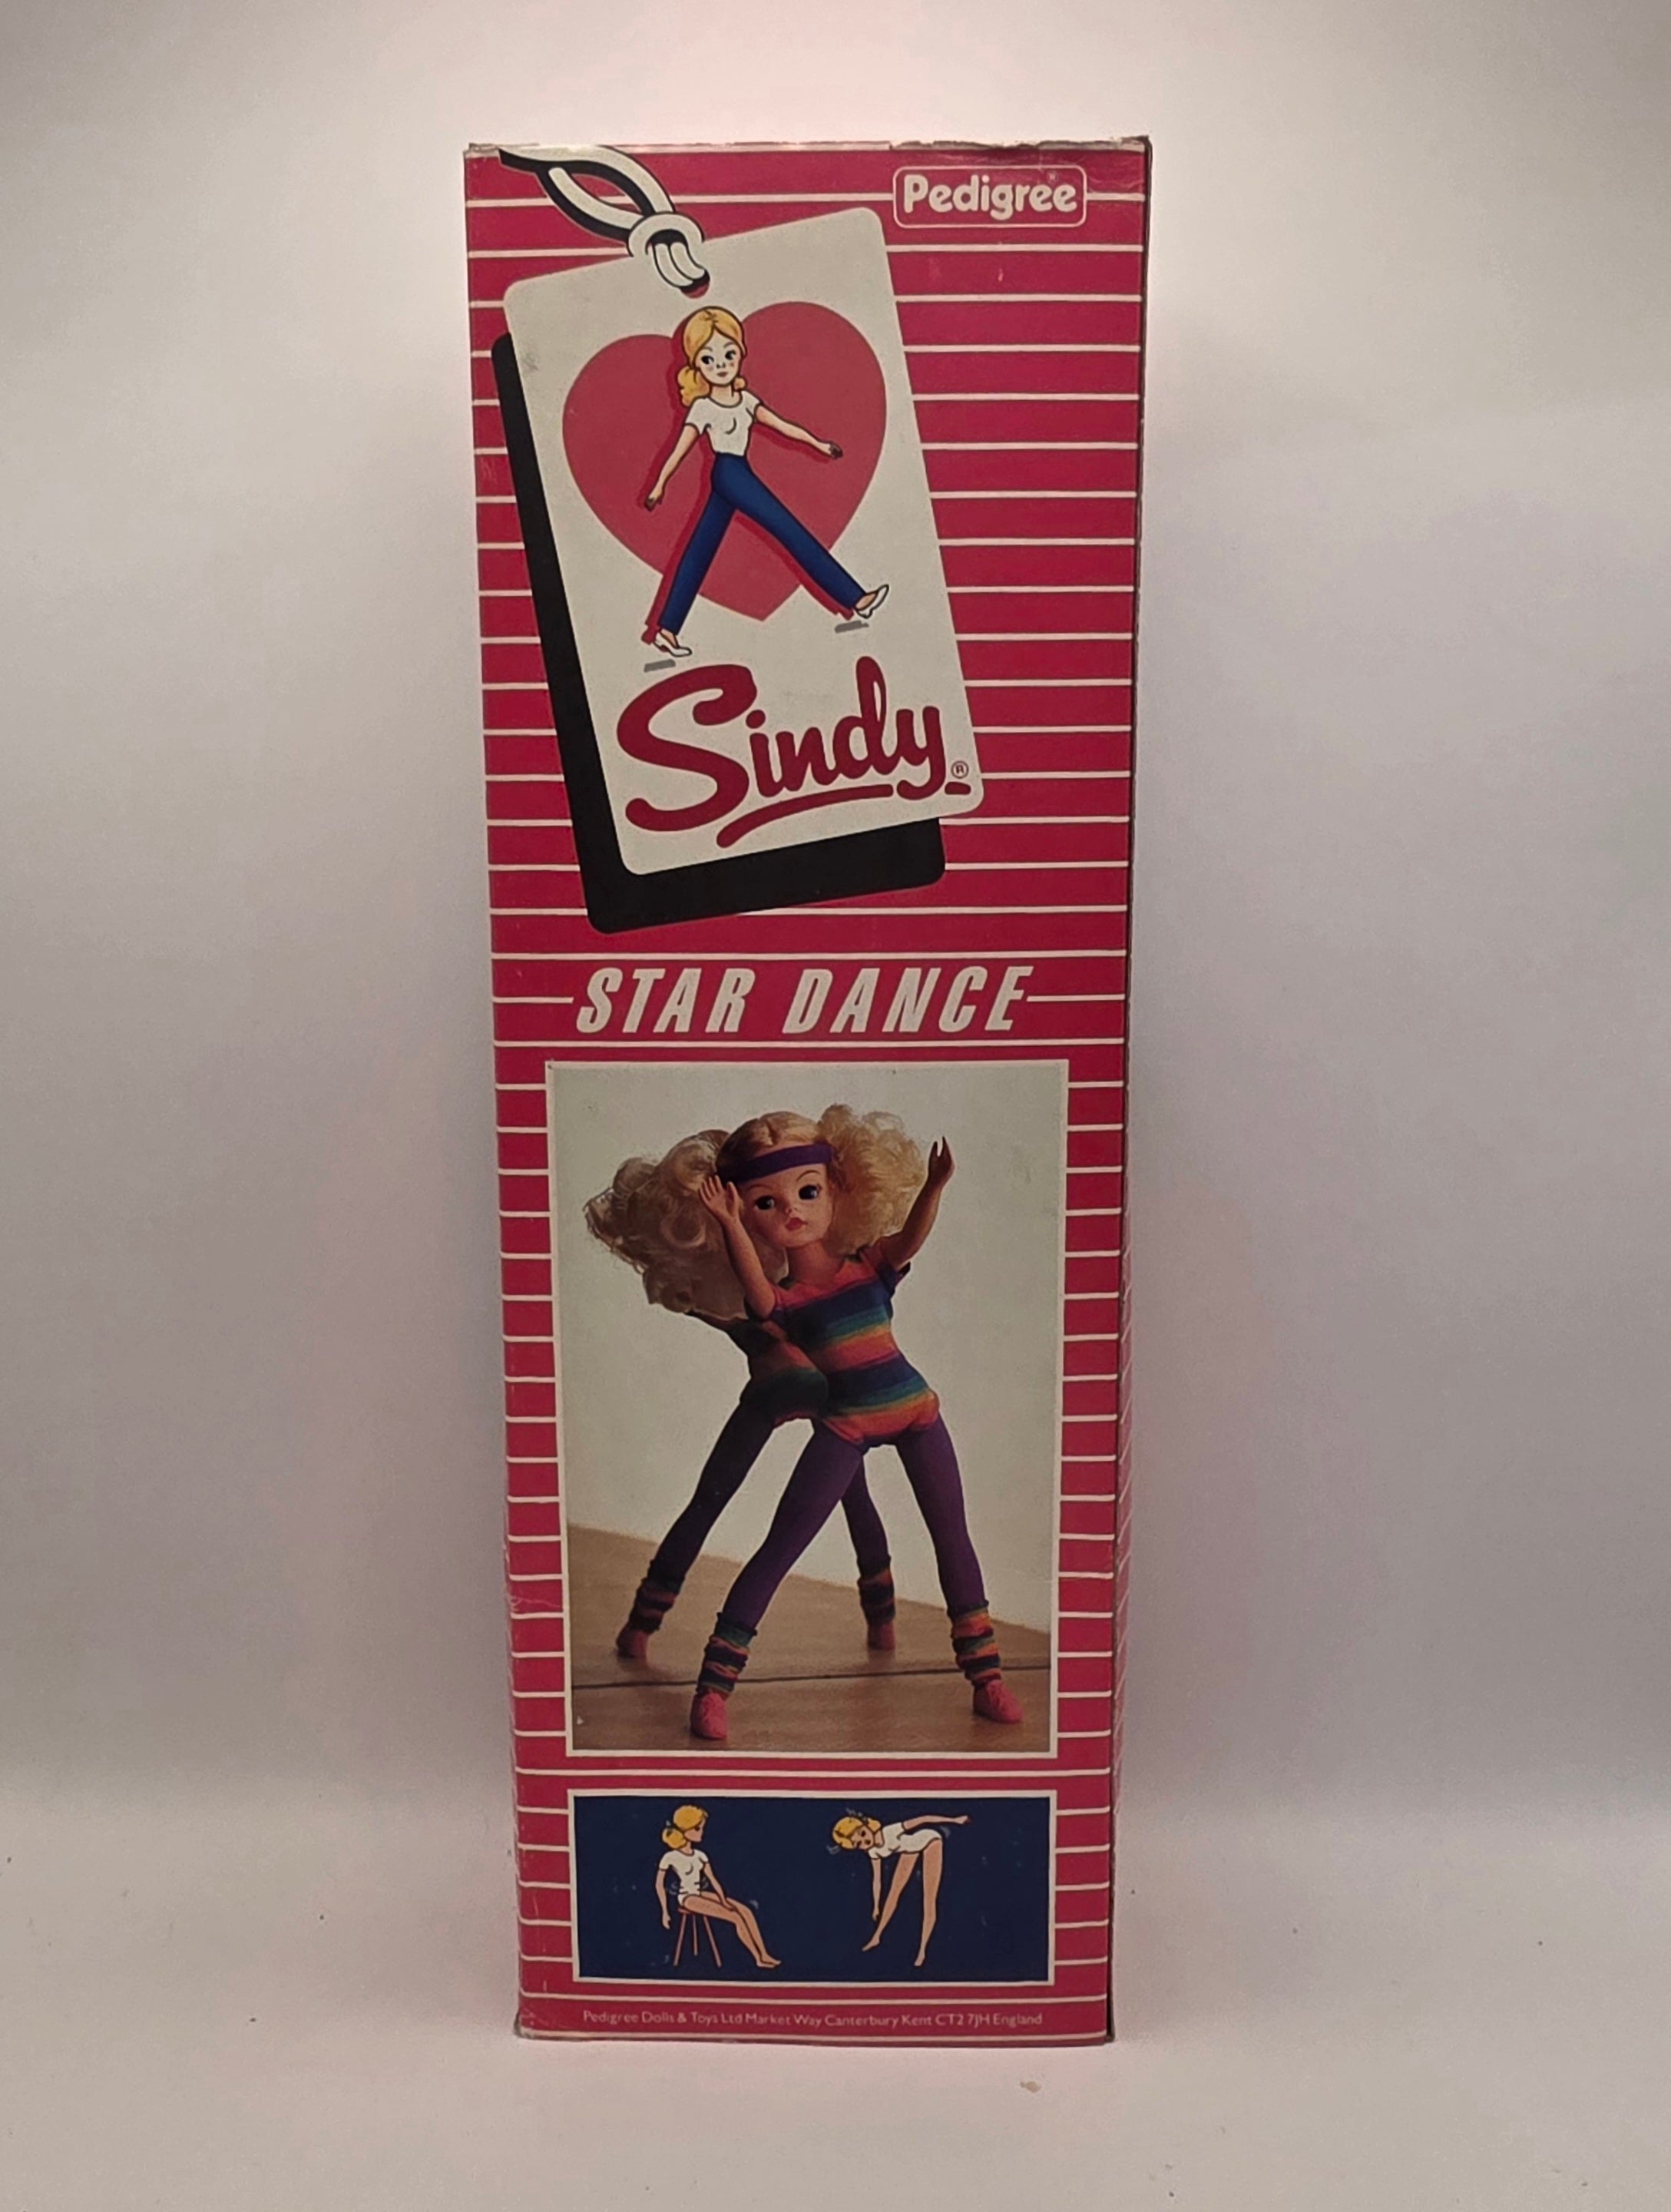 Pedigree®
Sindy®
STAR DANCE
Pedigree Dolls & Toys Ltd Market Way Canterbury Kent CT2 7JH England